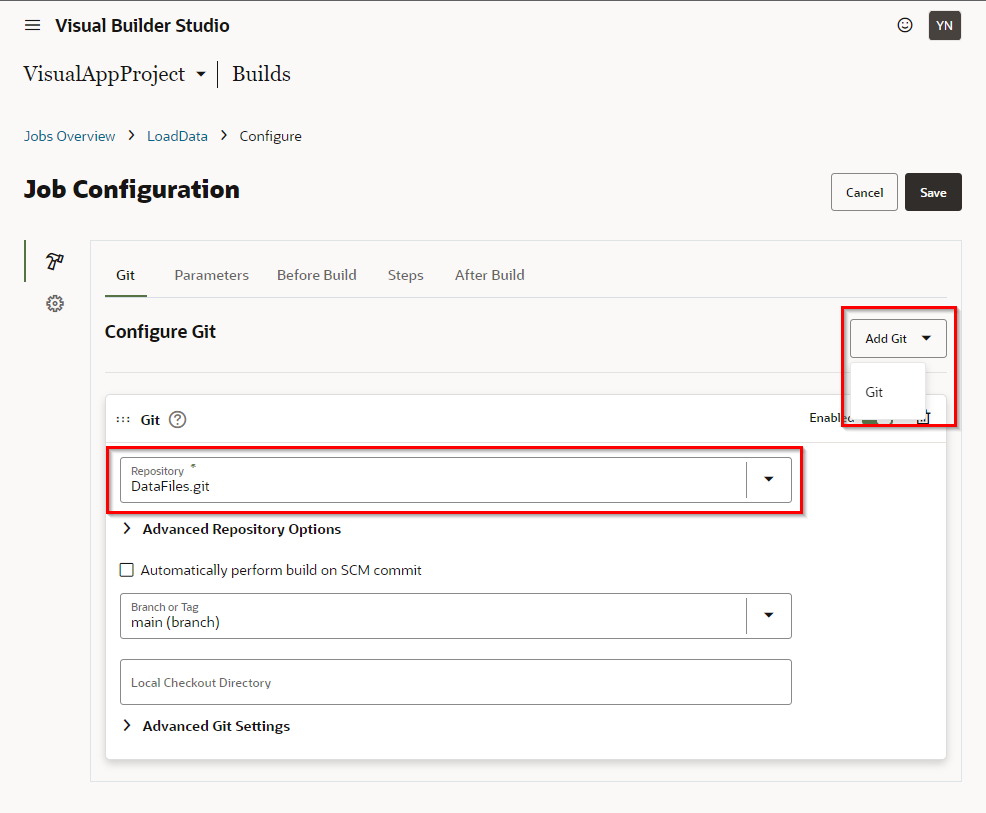 Visual Builder Studio
YN
VisualAppProject
Builds
Jobs Overview > LoadData > Configure
Job Configuration
Cancel
Save
Git
Parameters
Before Build
Steps
After Build
Configure Git
Add Git
Git
Git
Enabled
Repository *
DataFiles.git
Advanced Repository Options
Automatically perform build on SCM commit
Branch or Tag
main (branch)
Local Checkout Directory
Advanced Git Settings